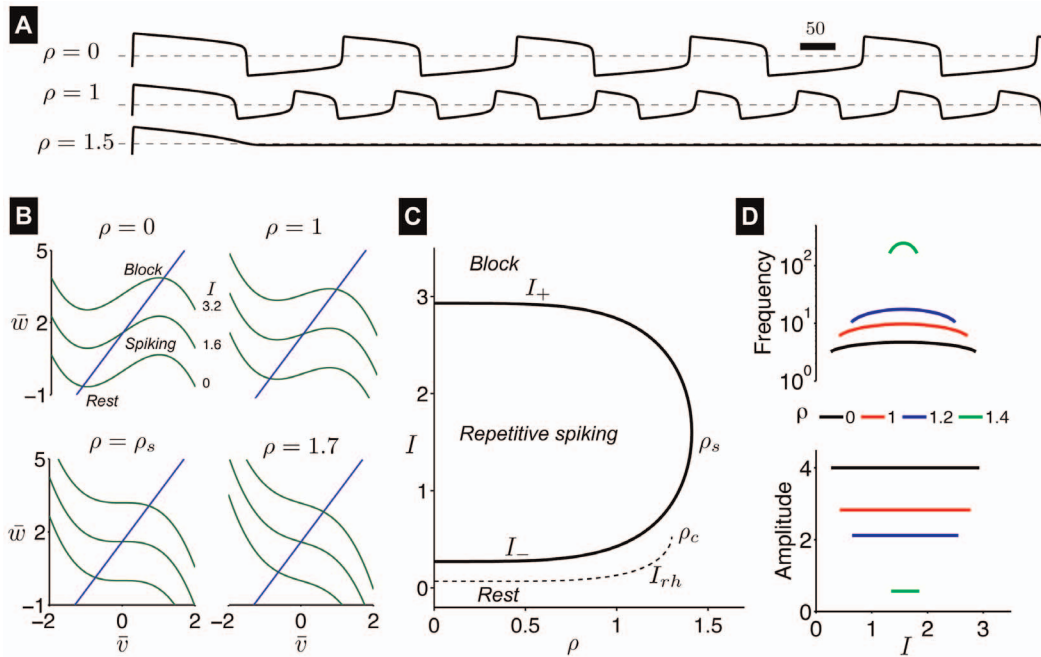 A
ρ = 0
50
ρ = 1
ρ = 1.5
B
ρ = 0
ρ = 1
5
2
−1
w̄
Block
Spiking
Rest
I
3.2
1.6
0
ρ = ρs
ρ = 1.7
5
2
−1
w̄
−2 0 2
v̄
−2 0 2
v̄
C
Block
I+
3
2
1
0
I
Repetitive spiking
ρs
I−
ρc
Irh
Rest
0 0.5 1 1.5
ρ
D
Frequency
10²
10¹
10⁰
ρ 0 1 1.2 1.4
Amplitude
4
2
0
0 1 2 3
I